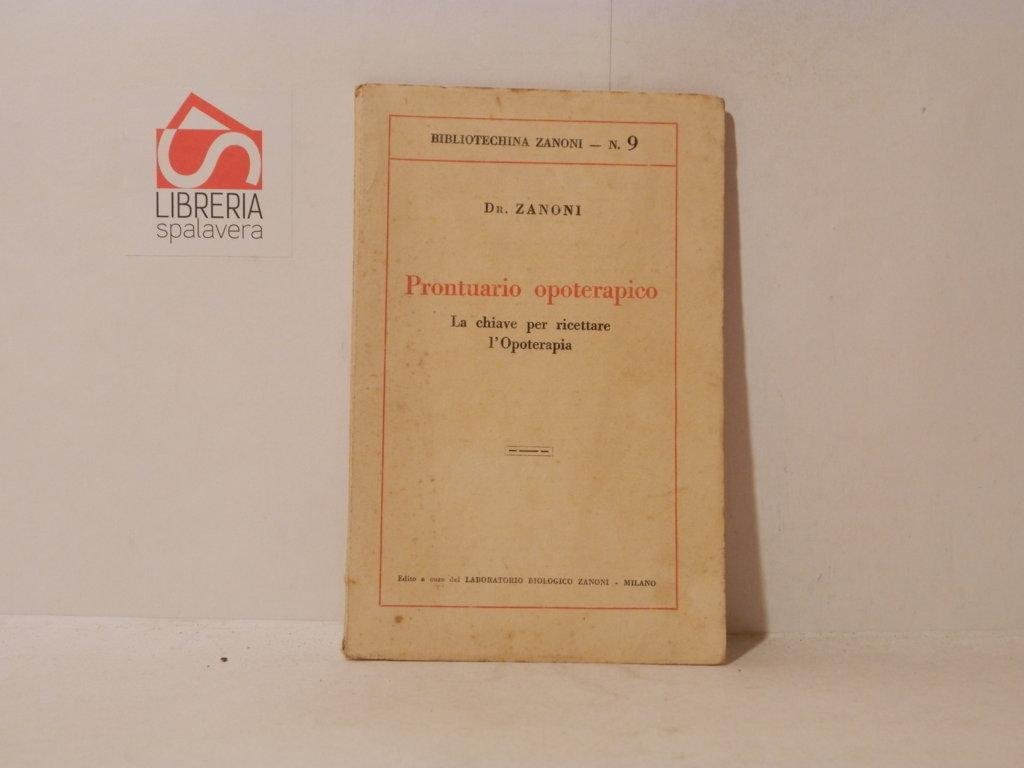 LIBRERIA
spalavera
BIBLIOTECHINA ZANONI — N. 9
DR. ZANONI
Prontuario opoterapico
La chiave per ricettare
l'Opoterapia
Edito a cura del LABORATORIO BIOLOGICO ZANONI - MILANO